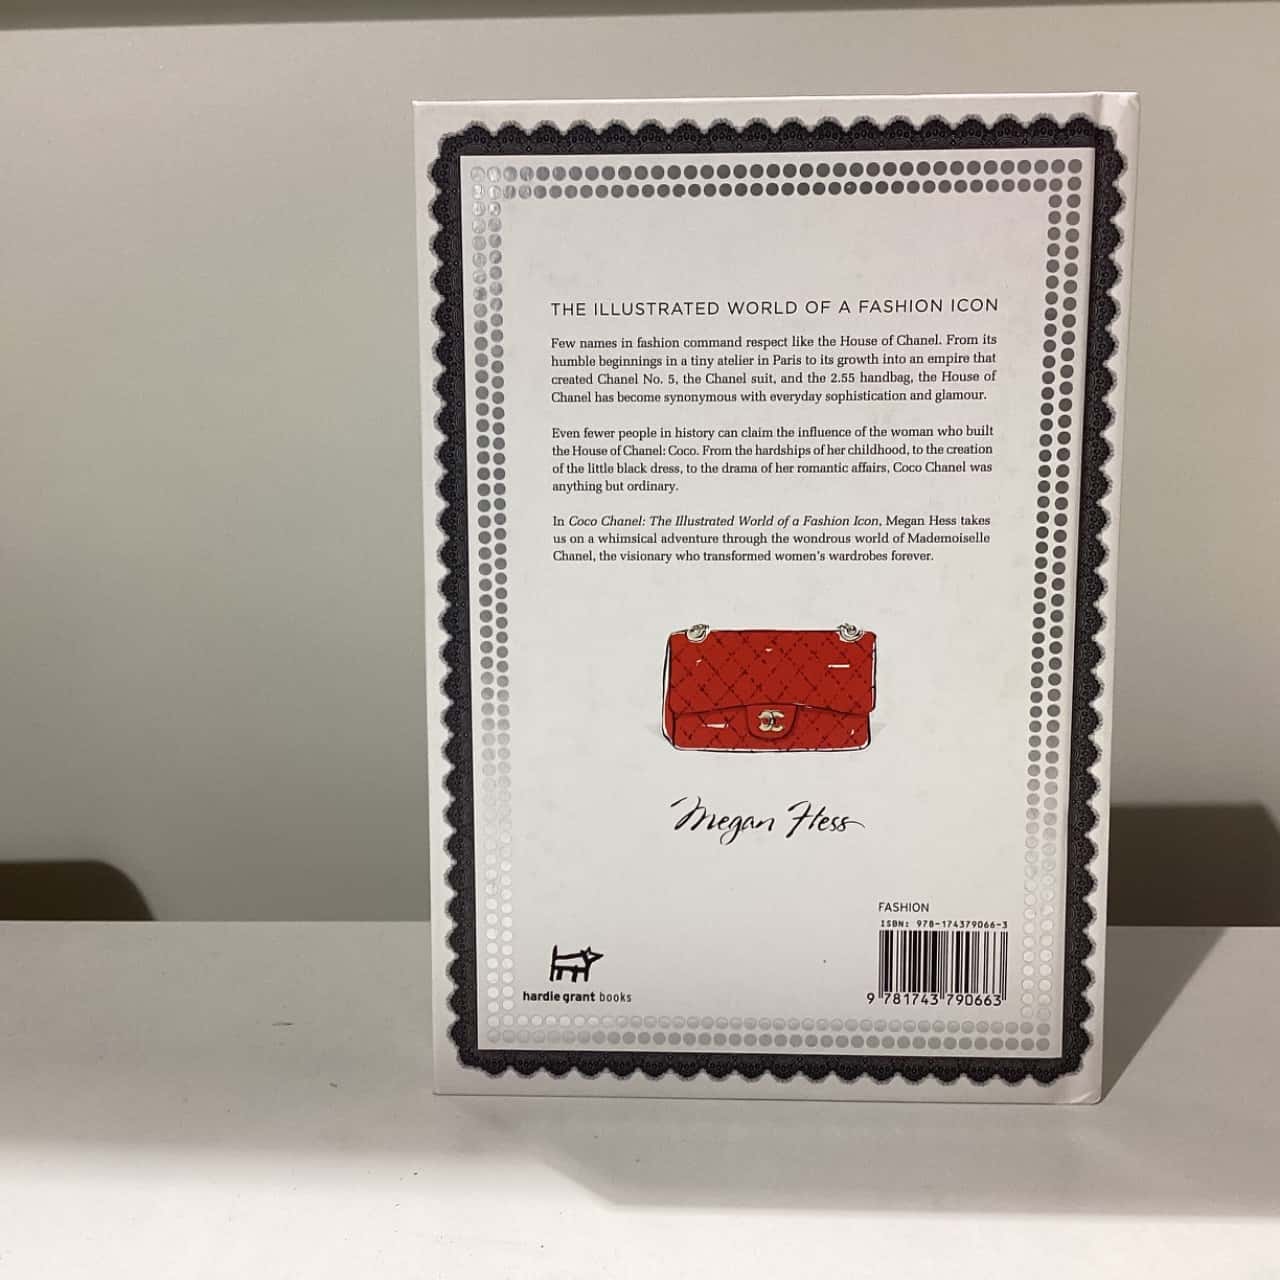 THE ILLUSTRATED WORLD OF A FASHION ICON
Few names in fashion command respect like the House of Chanel. From its
humble beginnings in a tiny atelier in Paris to its growth into an empire that
created Chanel No. 5, the Chanel suit, and the 2.55 handbag, the House of
Chanel has become synonymous with everyday sophistication and glamour.
Even fewer people in history can claim the influence of the woman who built
the House of Chanel: Coco. From the hardships of her childhood, to the creation
of the little black dress, to the drama of her romantic affairs, Coco Chanel was
anything but ordinary.
In Coco Chanel: The Illustrated World of a Fashion Icon, Megan Hess takes
us on a whimsical adventure through the wondrous world of Mademoiselle
Chanel, the visionary who transformed women's wardrobes forever.
Megan Hess
FASHION
ISBN: 978-174379066-3
9 781743 790663
hardie grant books